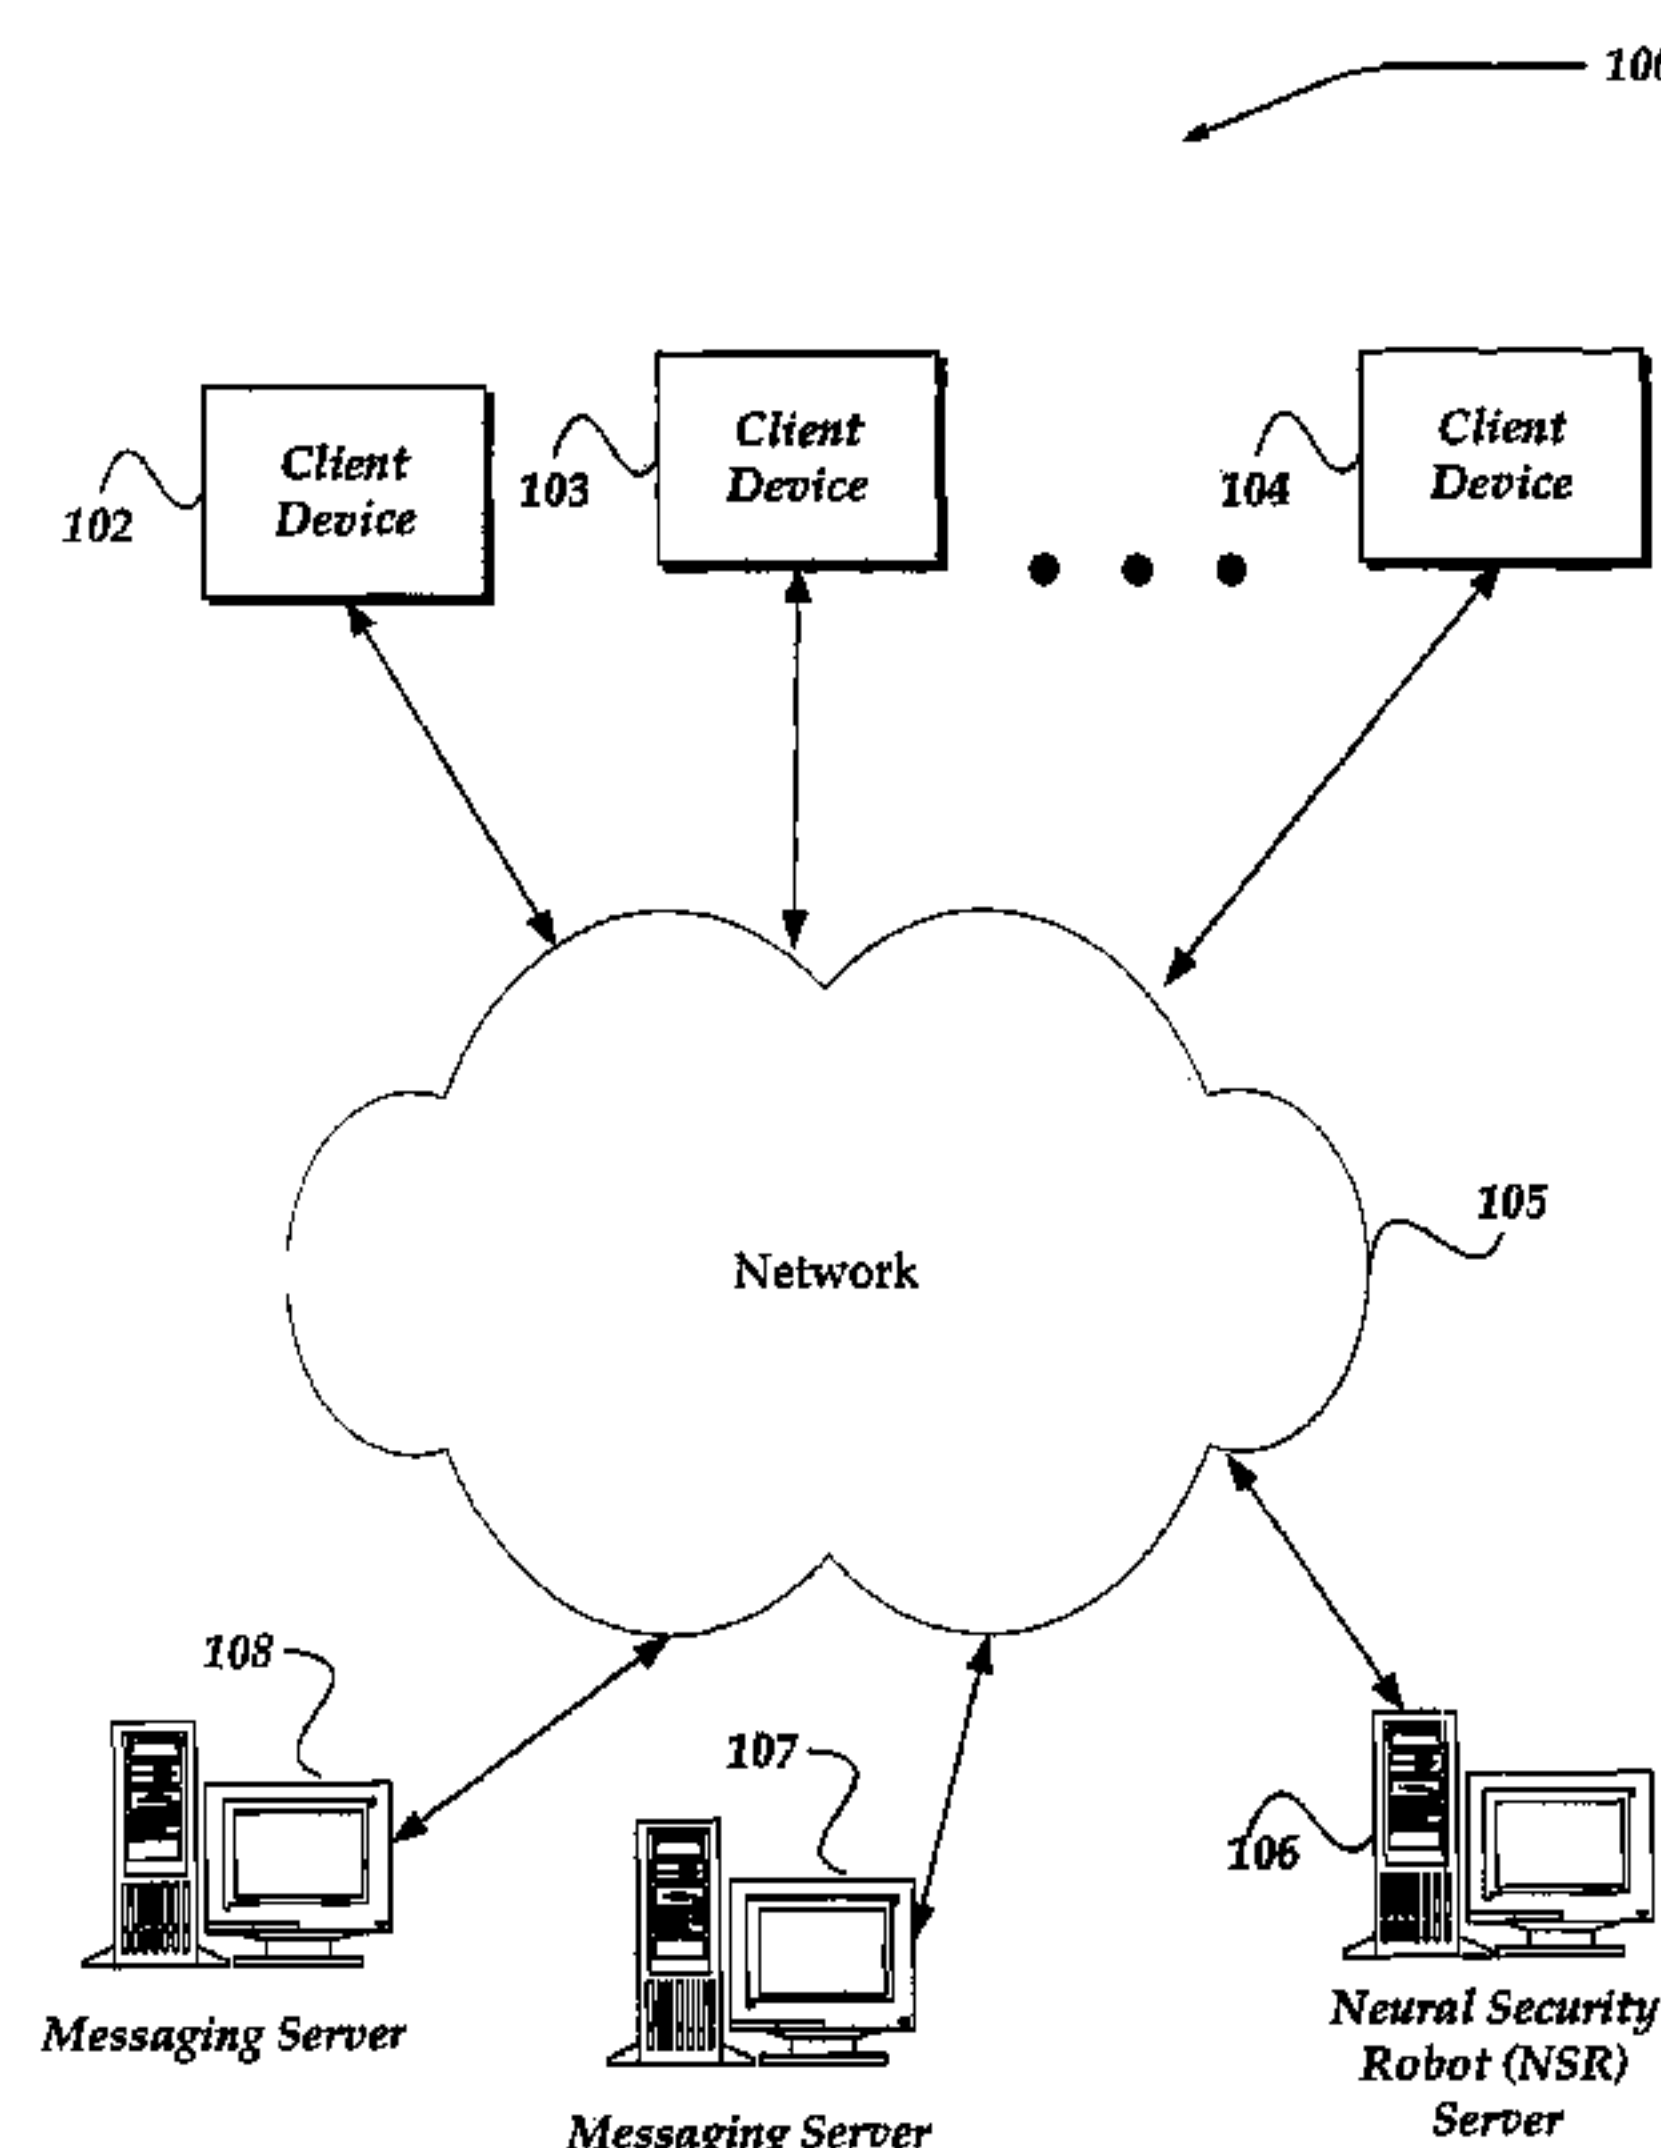 100
Client
Device
103
Client
Device
104
Client
Device
102
105
Network
108
107
106
Messaging Server
Neural Security
Robot (NSR)
Server
Messaging Server